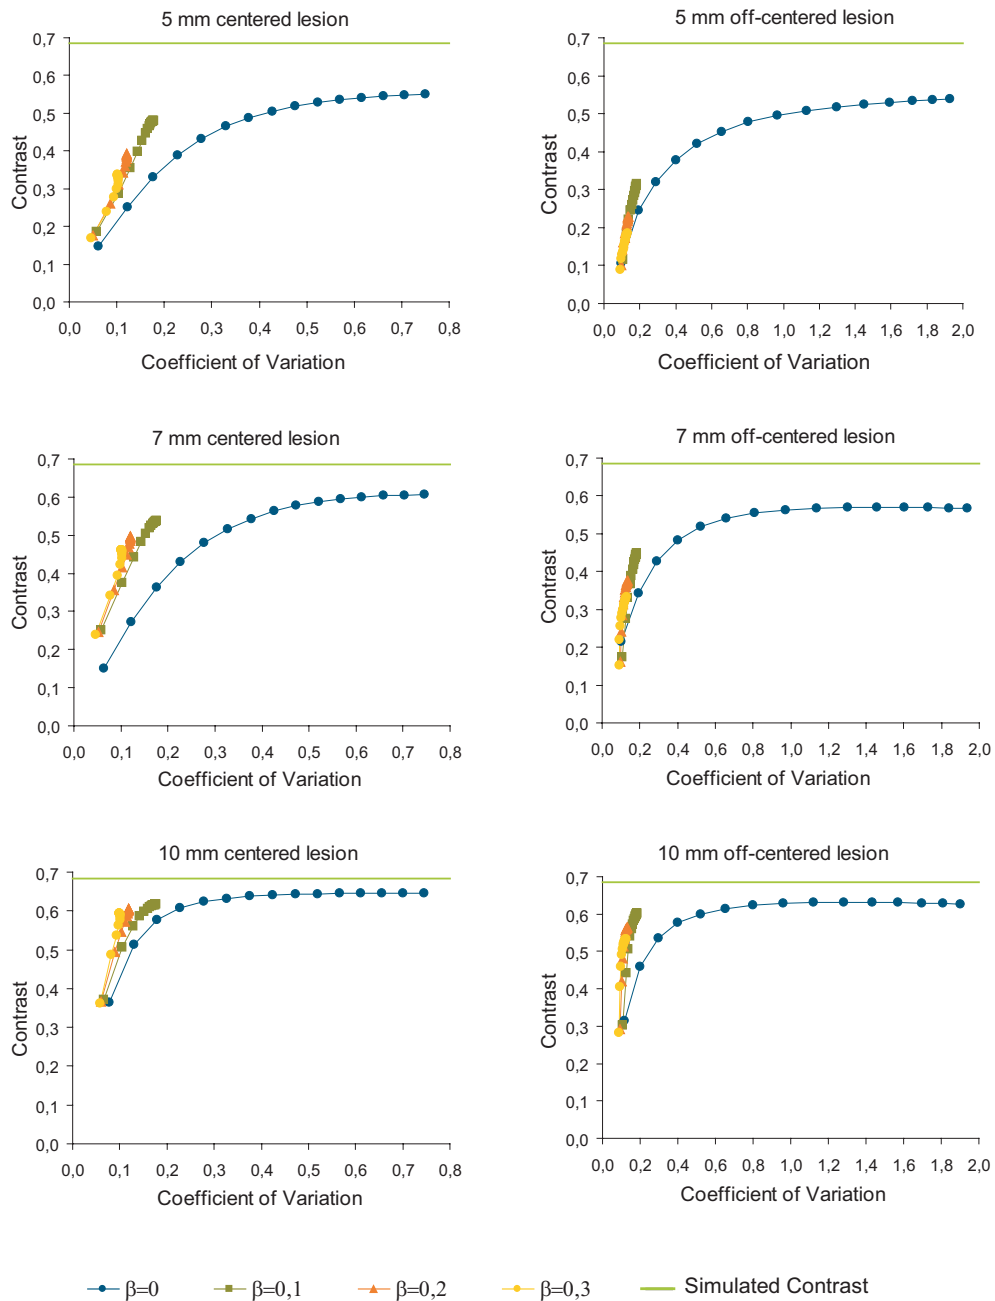 5 mm centered lesion
0,7
0,6
0,5
0,4
0,3
0,2
0,1
0,0
Contrast
0,0 0,1 0,2 0,3 0,4 0,5 0,6 0,7 0,8
Coefficient of Variation
5 mm off-centered lesion
0,7
0,6
0,5
0,4
0,3
0,2
0,1
0,0
Contrast
0,0 0,2 0,4 0,6 0,8 1,0 1,2 1,4 1,6 1,8 2,0
Coefficient of Variation
7 mm centered lesion
0,7
0,6
0,5
0,4
0,3
0,2
0,1
0,0
Contrast
0,0 0,1 0,2 0,3 0,4 0,5 0,6 0,7 0,8
Coefficient of Variation
7 mm off-centered lesion
0,7
0,6
0,5
0,4
0,3
0,2
0,1
0,0
Contrast
0,0 0,2 0,4 0,6 0,8 1,0 1,2 1,4 1,6 1,8 2,0
Coefficient of Variation
10 mm centered lesion
0,7
0,6
0,5
0,4
0,3
0,2
0,1
0,0
Contrast
0,0 0,1 0,2 0,3 0,4 0,5 0,6 0,7 0,8
Coefficient of Variation
10 mm off-centered lesion
0,7
0,6
0,5
0,4
0,3
0,2
0,1
0,0
Contrast
0,0 0,2 0,4 0,6 0,8 1,0 1,2 1,4 1,6 1,8 2,0
Coefficient of Variation
β=0 β=0,1 β=0,2 β=0,3 Simulated Contrast